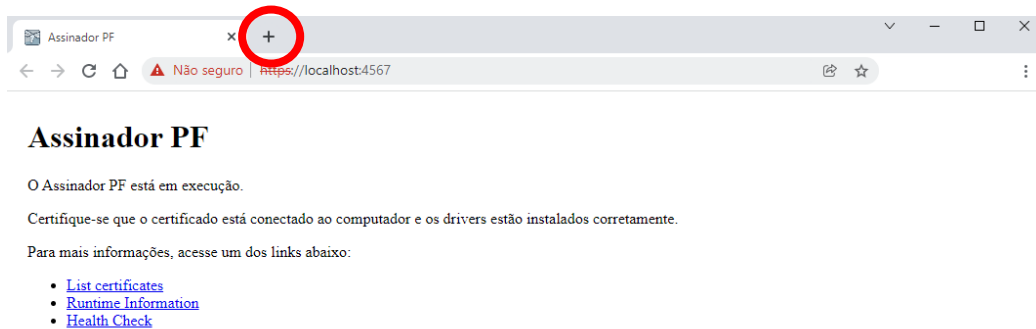 Assinador PF
Não seguro https://localhost:4567
Assinador PF
O Assinador PF está em execução.
Certifique-se que o certificado está conectado ao computador e os drivers estão instalados corretamente.
Para mais informações, acesse um dos links abaixo:
List certificates
Runtime Information
Health Check